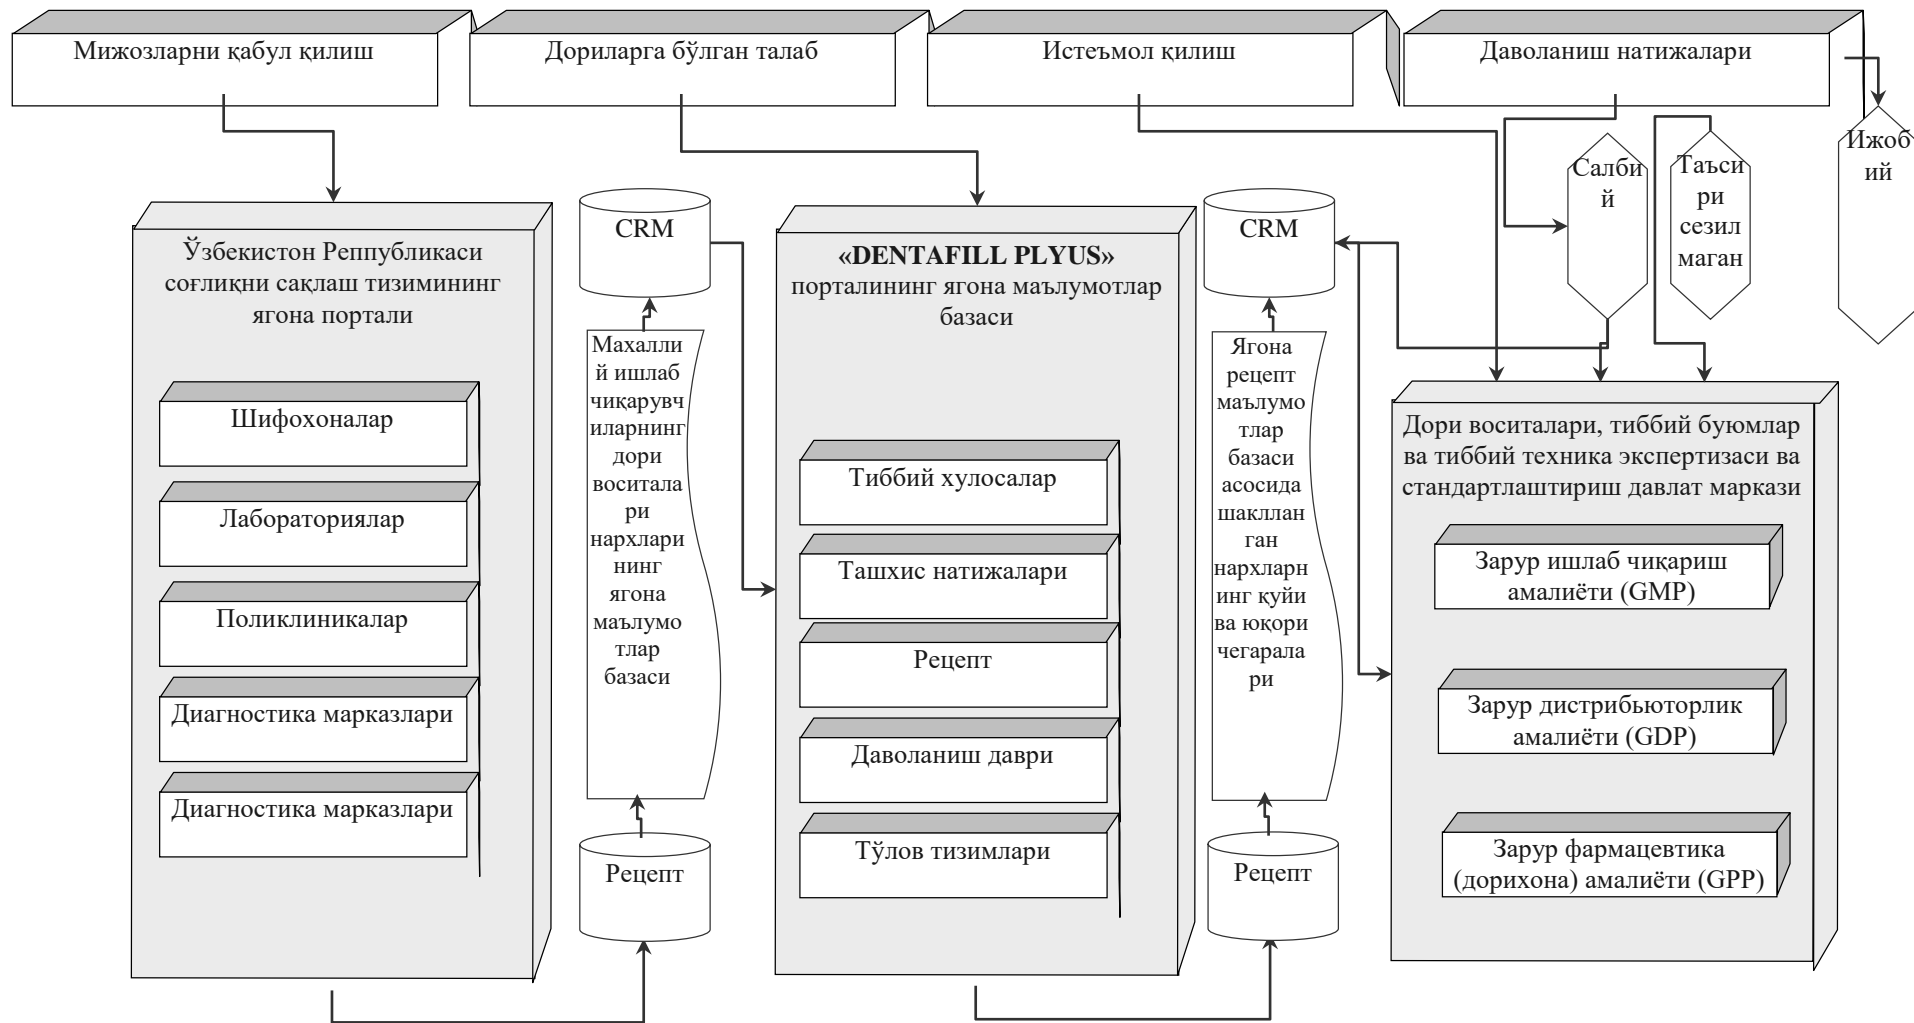 Мижозларни қабул қилиш
Дориларга бўлган талаб
Истеъмол қилиш
Даволаниш натижалари
Ижоб
ий
Салби
й
Таъси
ри
сезил
маган
Ўзбекистон Реппубликаси
соғлиқни сақлаш тизимининг
ягона портали
Шифохоналар
Лабораториялар
Поликлиникалар
Диагностика марказлари
Диагностика марказлари
CRM
Махалли
й ишлаб
чиқарувч
иларнинг
дори
воситала
ри
нархлари
нинг
ягона
маълумо
тлар
базаси
Рецепт
«DENTAFILL PLYUS»
порталининг ягона маълумотлар
базаси
Тиббий хулосалар
Ташхис натижалари
Рецепт
Даволаниш даври
Тўлов тизимлари
CRM
Ягона
рецепт
маълумо
тлар
базаси
асосида
шакллан
ган
нархларн
инг қуйи
ва юқори
чегарала
ри
Рецепт
Дори воситалари, тиббий буюмлар
ва тиббий техника экспертизаси ва
стандартлаштириш давлат маркази
Зарур ишлаб чиқариш
амалиёти (GMP)
Зарур дистрибьюторлик
амалиёти (GDP)
Зарур фармацевтика
(дорихона) амалиёти (GPP)